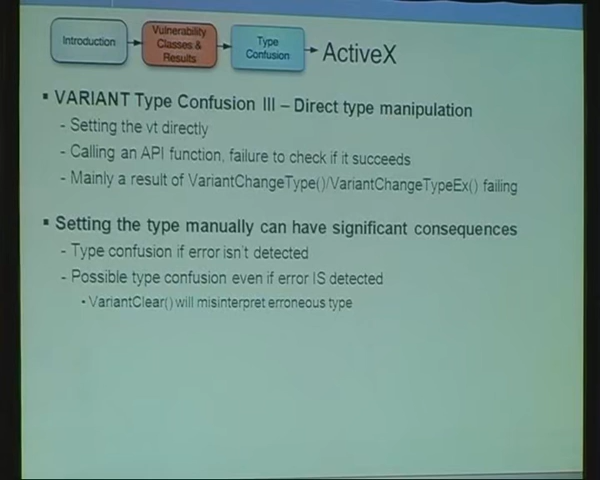 Introduction
Vulnerability
Classes &
Results
Type
Confusion
ActiveX
▪ VARIANT Type Confusion III – Direct type manipulation
- Setting the vt directly
- Calling an API function, failure to check if it succeeds
- Mainly a result of VariantChangeType()/VariantChangeTypeEx() failing
▪ Setting the type manually can have significant consequences
- Type confusion if error isn't detected
- Possible type confusion even if error IS detected
• VariantClear() will misinterpret erroneous type